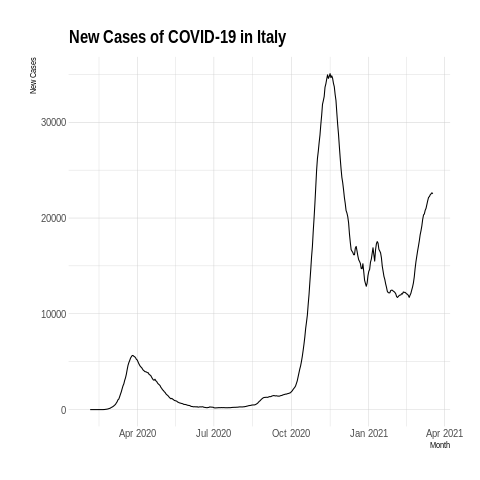 New Cases of COVID-19 in Italy
New Cases
30000
20000
10000
0
Apr 2020 Jul 2020 Oct 2020 Jan 2021 Apr 2021
Month